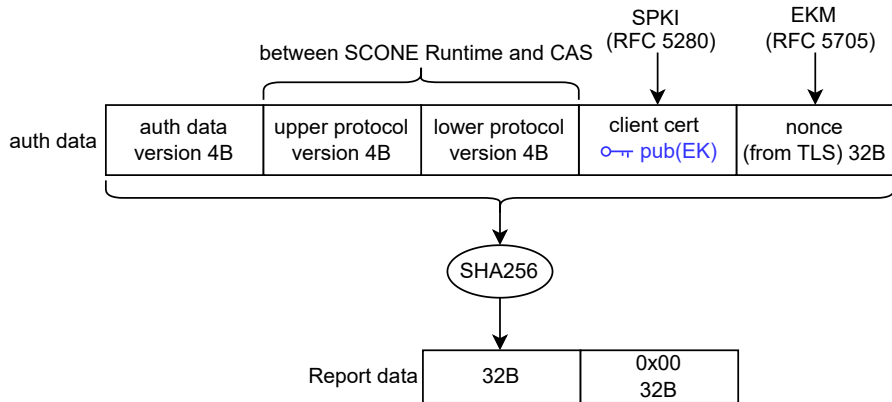 SPKI
(RFC 5280)
EKM
(RFC 5705)
between SCONE Runtime and CAS
auth data
auth data
version 4B
upper protocol
version 4B
lower protocol
version 4B
client cert
pub(EK)
nonce
(from TLS) 32B
SHA256
Report data
32B
0x00
32B